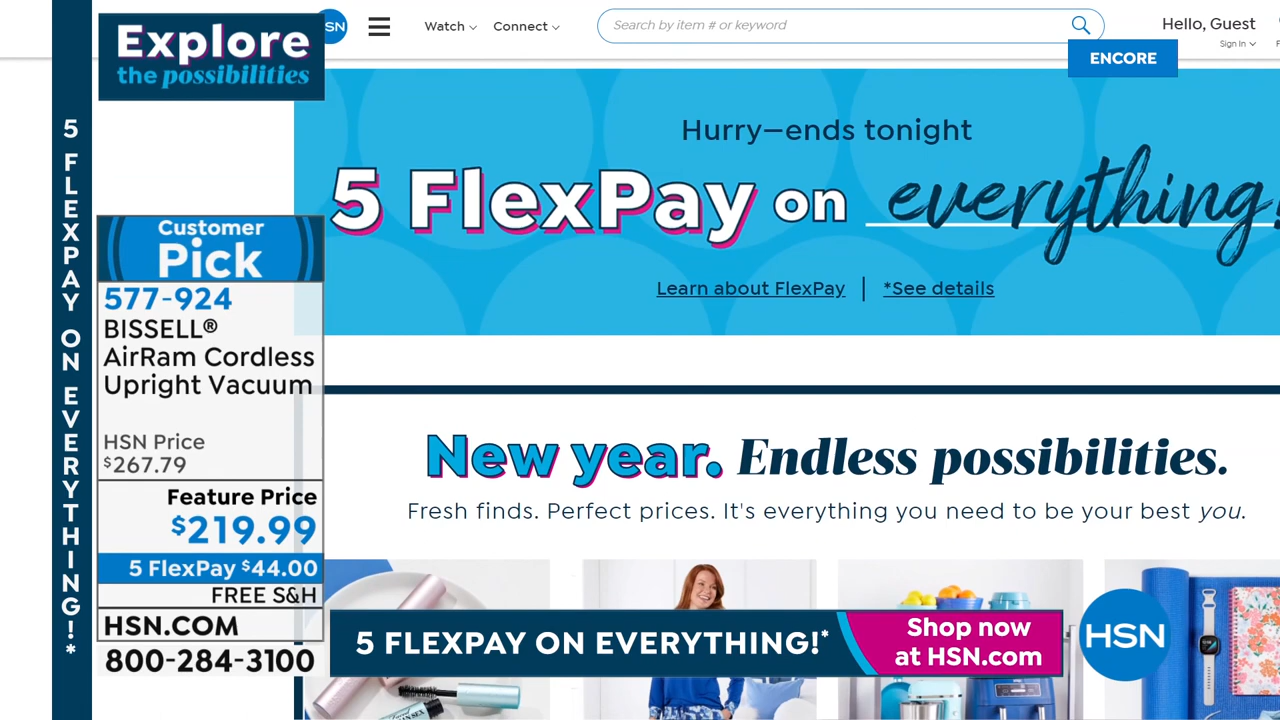 Explore
the possibilities
5 FLEXPAY ON EVERYTHING!*
Customer
Pick
577-924
BISSELL®
AirRam Cordless
Upright Vacuum
HSN Price
$267.79
Feature Price
$219.99
5 FlexPay $44.00
FREE S&H
HSN.COM
800-284-3100
SN
Watch
Connect
Search by item # or keyword
Hello, Guest
Sign In
ENCORE
Hurry—ends tonight
5 FlexPay on everything!
Learn about FlexPay | *See details
New year. Endless possibilities.
Fresh finds. Perfect prices. It's everything you need to be your best you.
5 FLEXPAY ON EVERYTHING!*
Shop now
at HSN.com
HSN